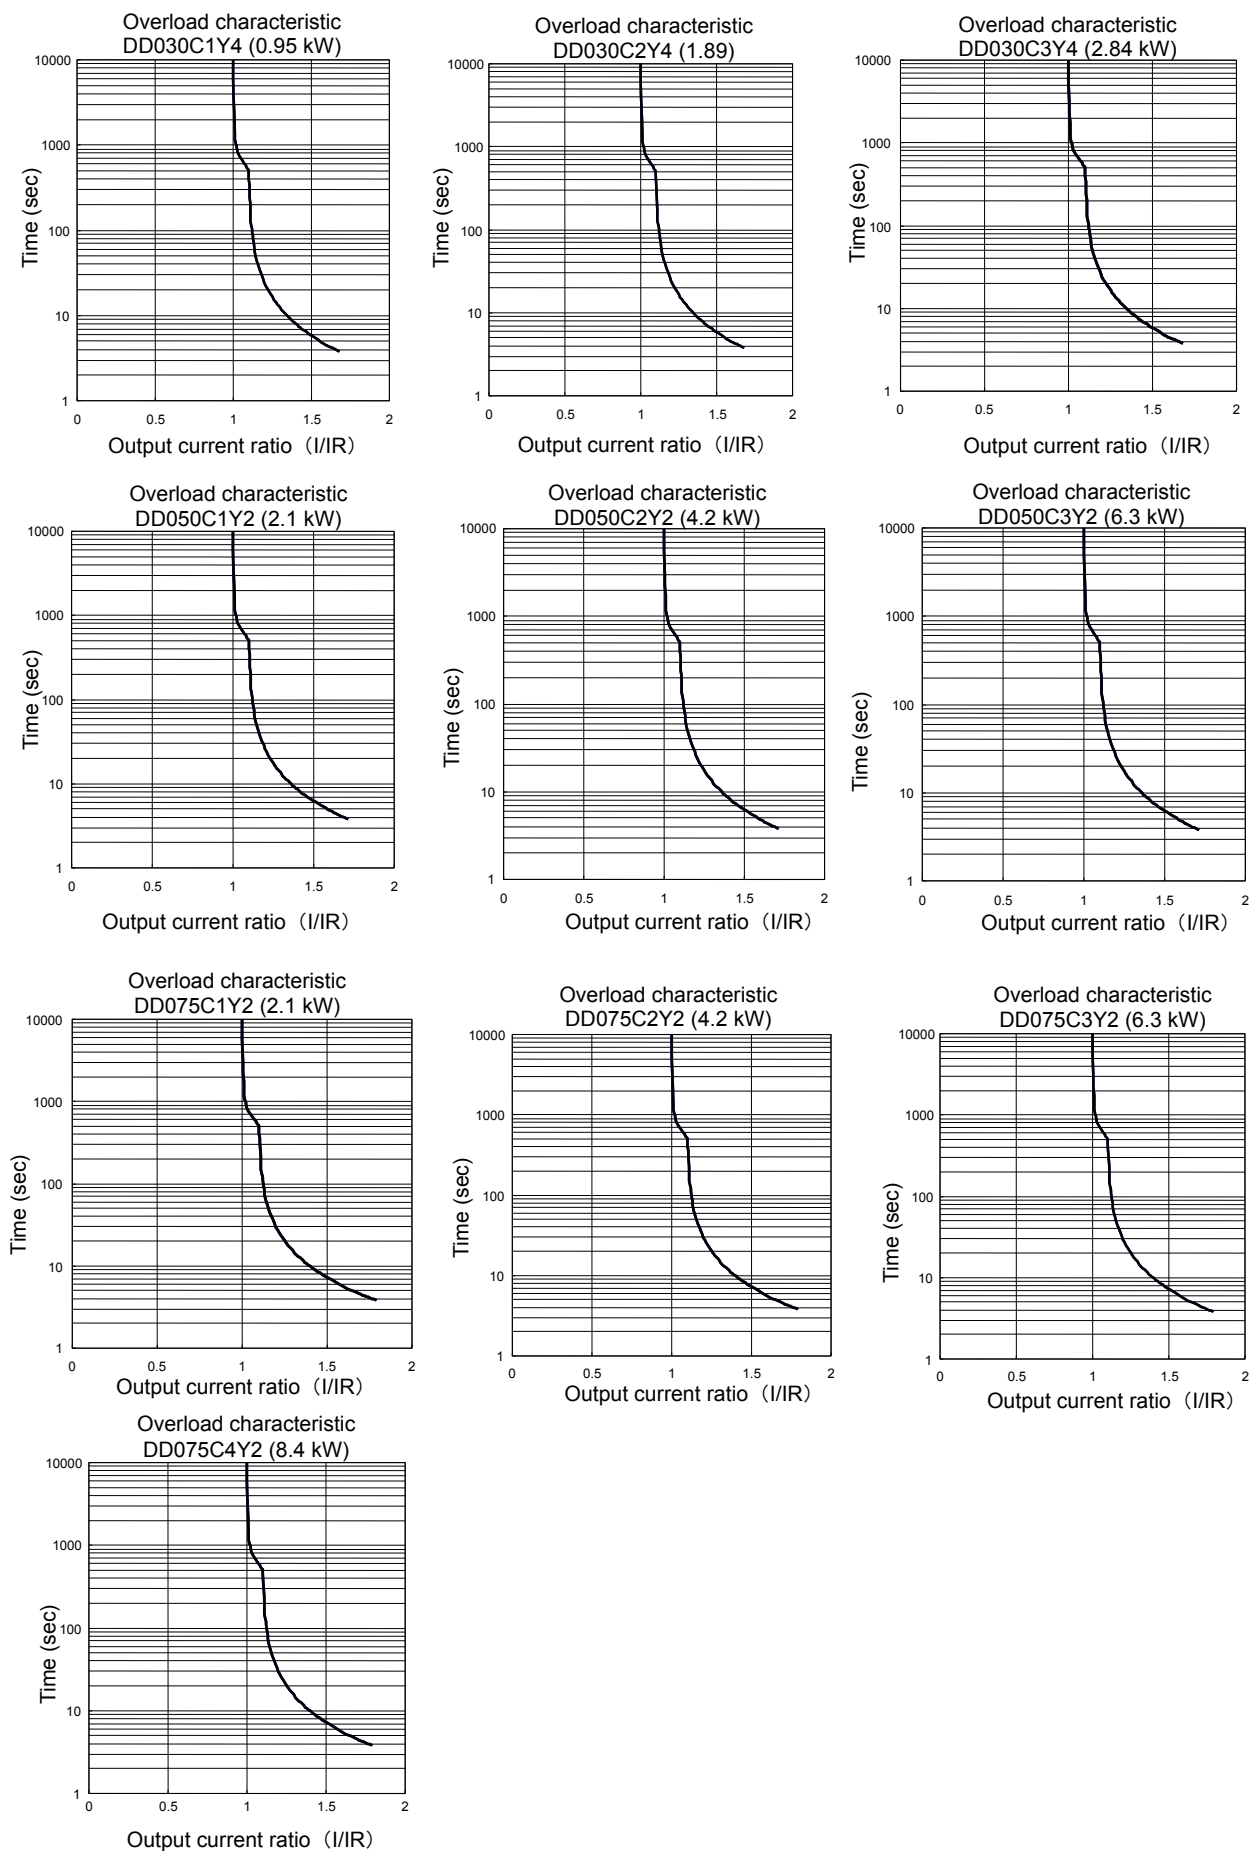 Overload characteristic
DD030C1Y4 (0.95 kW)
10000
1000
100
10
1
0 0.5 1 1.5 2
Time (sec)
Output current ratio（I/IR）
Overload characteristic
DD030C2Y4 (1.89)
10000
1000
100
10
1
0 0.5 1 1.5 2
Time (sec)
Output current ratio（I/IR）
Overload characteristic
DD030C3Y4 (2.84 kW)
10000
1000
100
10
1
0 0.5 1 1.5 2
Time (sec)
Output current ratio（I/IR）
Overload characteristic
DD050C1Y2 (2.1 kW)
10000
1000
100
10
1
0 0.5 1 1.5 2
Time (sec)
Output current ratio（I/IR）
Overload characteristic
DD050C2Y2 (4.2 kW)
10000
1000
100
10
1
0 0.5 1 1.5 2
Time (sec)
Output current ratio（I/IR）
Overload characteristic
DD050C3Y2 (6.3 kW)
10000
1000
100
10
1
0 0.5 1 1.5 2
Time (sec)
Output current ratio（I/IR）
Overload characteristic
DD075C1Y2 (2.1 kW)
10000
1000
100
10
1
0 0.5 1 1.5 2
Time (sec)
Output current ratio（I/IR）
Overload characteristic
DD075C2Y2 (4.2 kW)
10000
1000
100
10
1
0 0.5 1 1.5 2
Time (sec)
Output current ratio（I/IR）
Overload characteristic
DD075C3Y2 (6.3 kW)
10000
1000
100
10
1
0 0.5 1 1.5 2
Time (sec)
Output current ratio（I/IR）
Overload characteristic
DD075C4Y2 (8.4 kW)
10000
1000
100
10
1
0 0.5 1 1.5 2
Time (sec)
Output current ratio（I/IR）